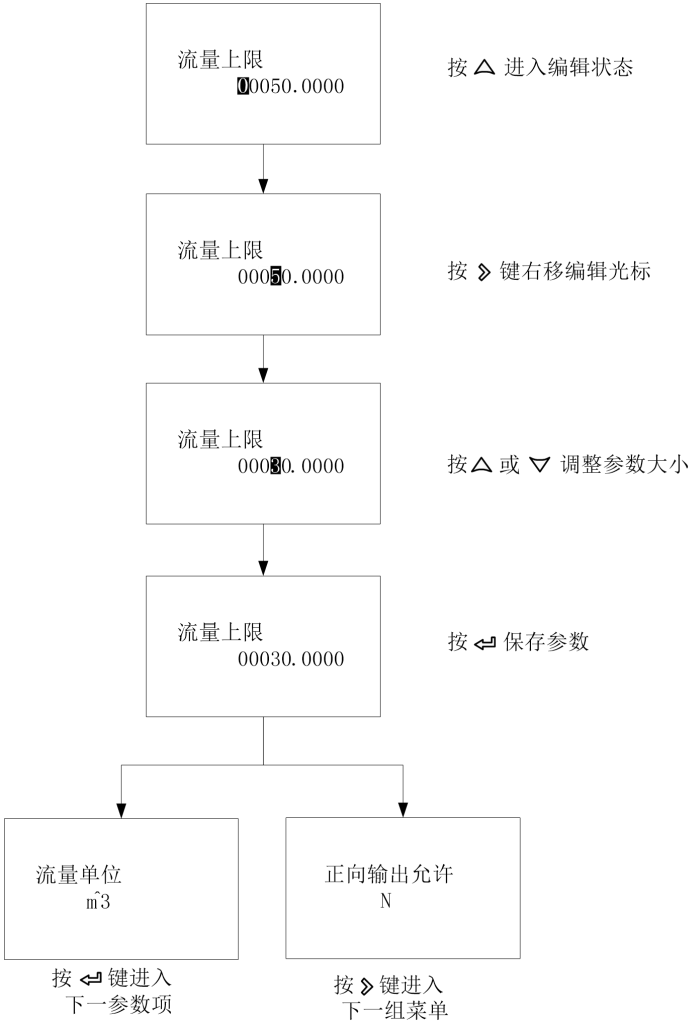 流量上限
00050.0000
按 △ 进入编辑状态
流量上限
00050.0000
按 》 键右移编辑光标
流量上限
00030.0000
按△ 或 ▽ 调整参数大小
流量上限
00030.0000
按 ↵ 保存参数
流量单位
m^3
正向输出允许
N
按 ↵ 键进入
下一参数项
按 》 键进入
下一组菜单